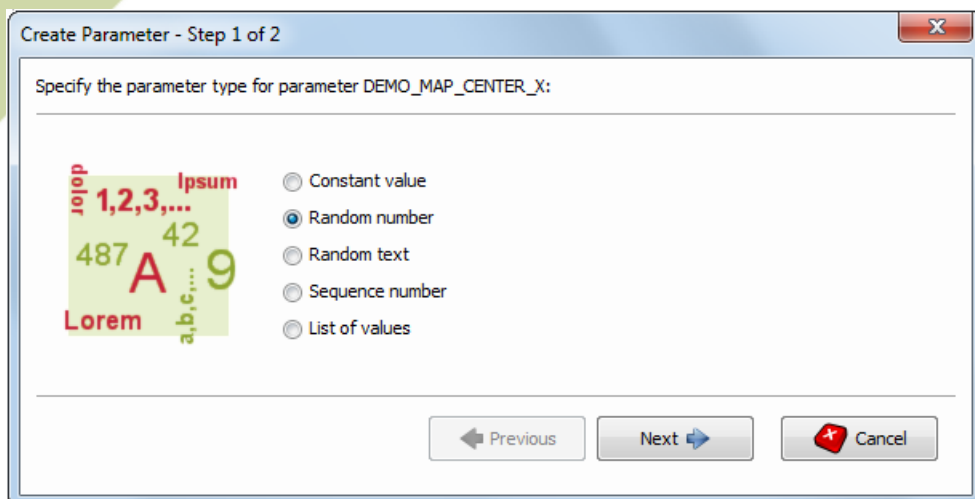 Create Parameter - Step 1 of 2
Specify the parameter type for parameter DEMO_MAP_CENTER_X:
dolor
Ipsum
1,2,3,...
42
487
A
9
a,b,c,...
Lorem
Constant value
Random number
Random text
Sequence number
List of values
Previous
Next
Cancel